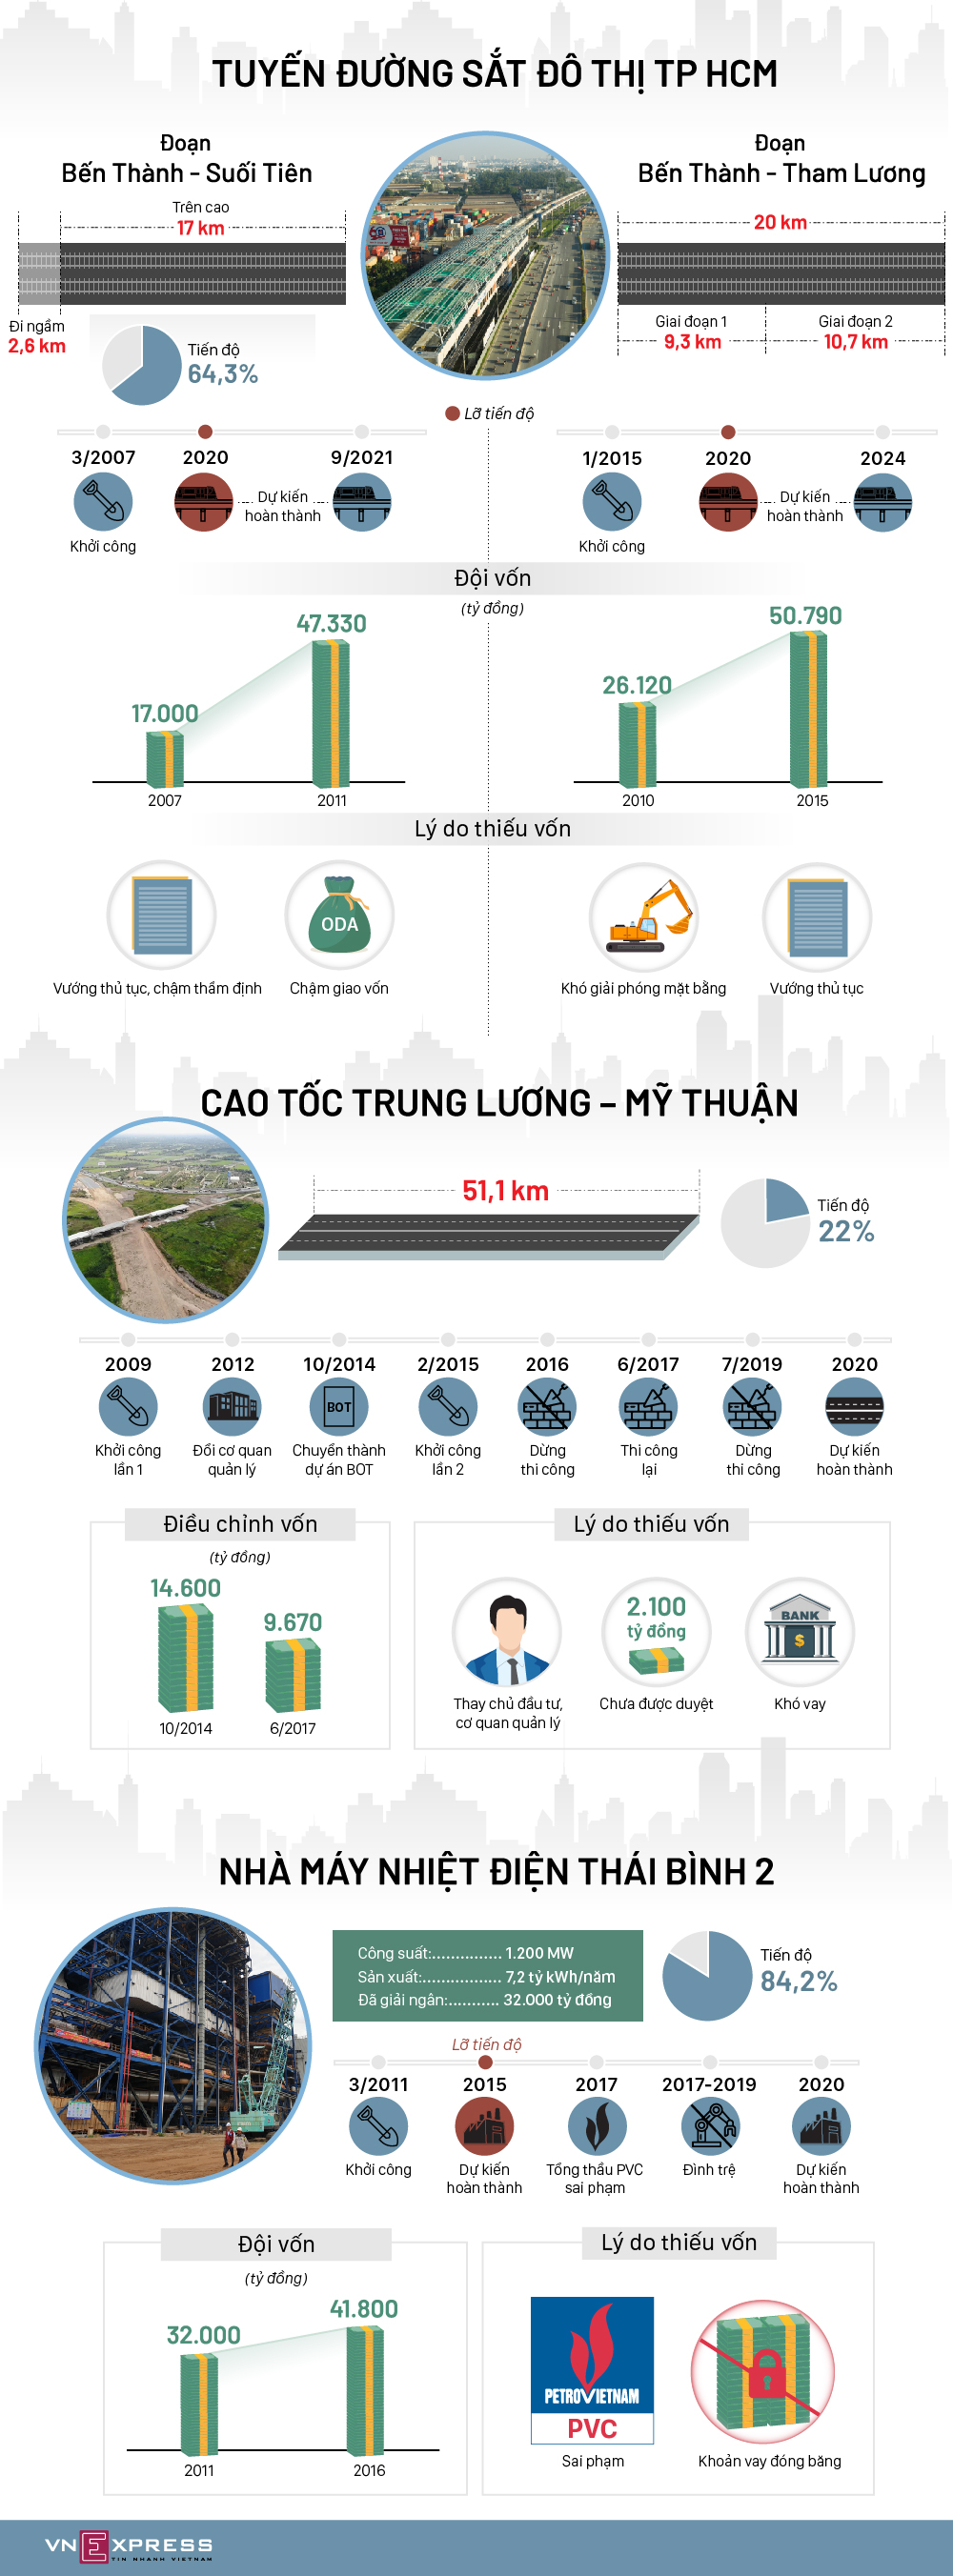 TUYẾN ĐƯỜNG SẮT ĐÔ THỊ TP HCM
Đoạn
Bến Thành - Suối Tiên
Trên cao
17 km
Đi ngầm
2,6 km
Tiến độ
64,3%
Đoạn
Bến Thành - Tham Lương
20 km
Giai đoạn 1
9,3 km
Giai đoạn 2
10,7 km
Lỡ tiến độ
3/2007
2020
9/2021
Khởi công
Dự kiến
hoàn thành
1/2015
2020
2024
Khởi công
Dự kiến
hoàn thành
Đội vốn
(tỷ đồng)
17.000
47.330
2007
2011
26.120
50.790
2010
2015
Lý do thiếu vốn
ODA
Vướng thủ tục, chậm thẩm định
Chậm giao vốn
Khó giải phóng mặt bằng
Vướng thủ tục
CAO TỐC TRUNG LƯƠNG – MỸ THUẬN
51,1 km
Tiến độ
22%
2009
2012
10/2014
2/2015
2016
6/2017
7/2019
2020
BOT
Khởi công
lần 1
Đổi cơ quan
quản lý
Chuyển thành
dự án BOT
Khởi công
lần 2
Dừng
thi công
Thi công
lại
Dừng
thi công
Dự kiến
hoàn thành
Điều chỉnh vốn
(tỷ đồng)
14.600
9.670
10/2014
6/2017
Lý do thiếu vốn
2.100
tỷ đồng
BANK
$
Thay chủ đầu tư,
cơ quan quản lý
Chưa được duyệt
Khó vay
NHÀ MÁY NHIỆT ĐIỆN THÁI BÌNH 2
Công suất:............... 1.200 MW
Sản xuất:................. 7,2 tỷ kWh/năm
Đã giải ngân:........... 32.000 tỷ đồng
Tiến độ
84,2%
Lỡ tiến độ
3/2011
2015
2017
2017-2019
2020
Khởi công
Dự kiến
hoàn thành
Tổng thầu PVC
sai phạm
Đình trệ
Dự kiến
hoàn thành
Đội vốn
(tỷ đồng)
32.000
41.800
2011
2016
Lý do thiếu vốn
PETROVIETNAM
PVC
Sai phạm
Khoản vay đóng băng
VNEXPRESS
TIN NHANH VIETNAM